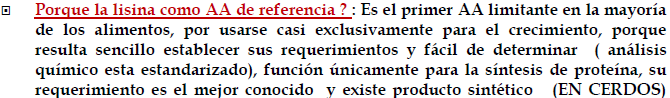 Porque la lisina como AA de referencia ? : Es el primer AA limitante en la mayoría
de los alimentos, por usarse casi exclusivamente para el crecimiento, porque
resulta sencillo establecer sus requerimientos y fácil de determinar ( análisis
químico esta estandarizado), función únicamente para la síntesis de proteína, su
requerimiento es el mejor conocido y existe producto sintético (EN CERDOS)